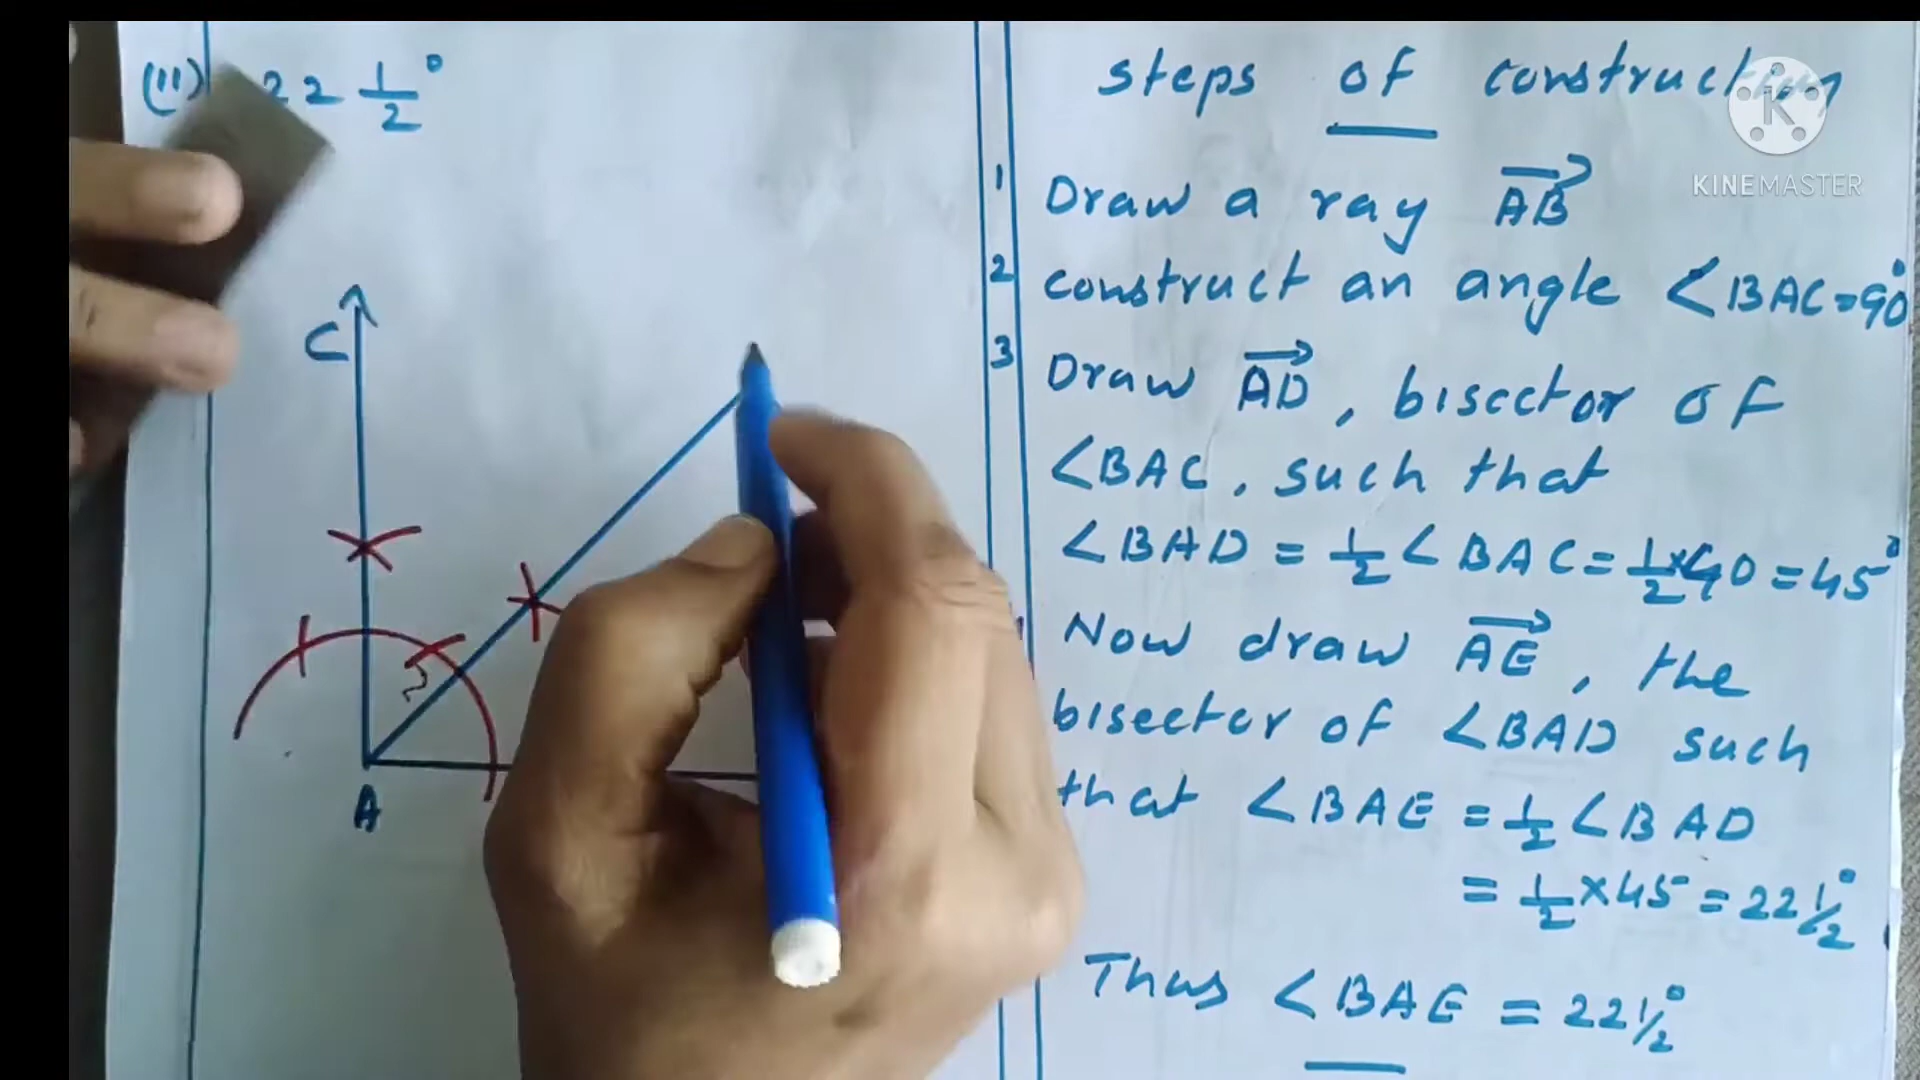 (11) 22 1/2°
C
A
steps of construction
KINEMASTER
1 Draw a ray AB
2 construct an angle ∠BAC=90°
3 Draw AD, bisector of
∠BAC. such that
∠BAD = 1/2 ∠BAC = 1/2×90 = 45°
Now draw AE, the
bisector of ∠BAD such
that ∠BAE = 1/2 ∠BAD
= 1/2×45 = 22 1/2°
Thus ∠BAE = 22 1/2°